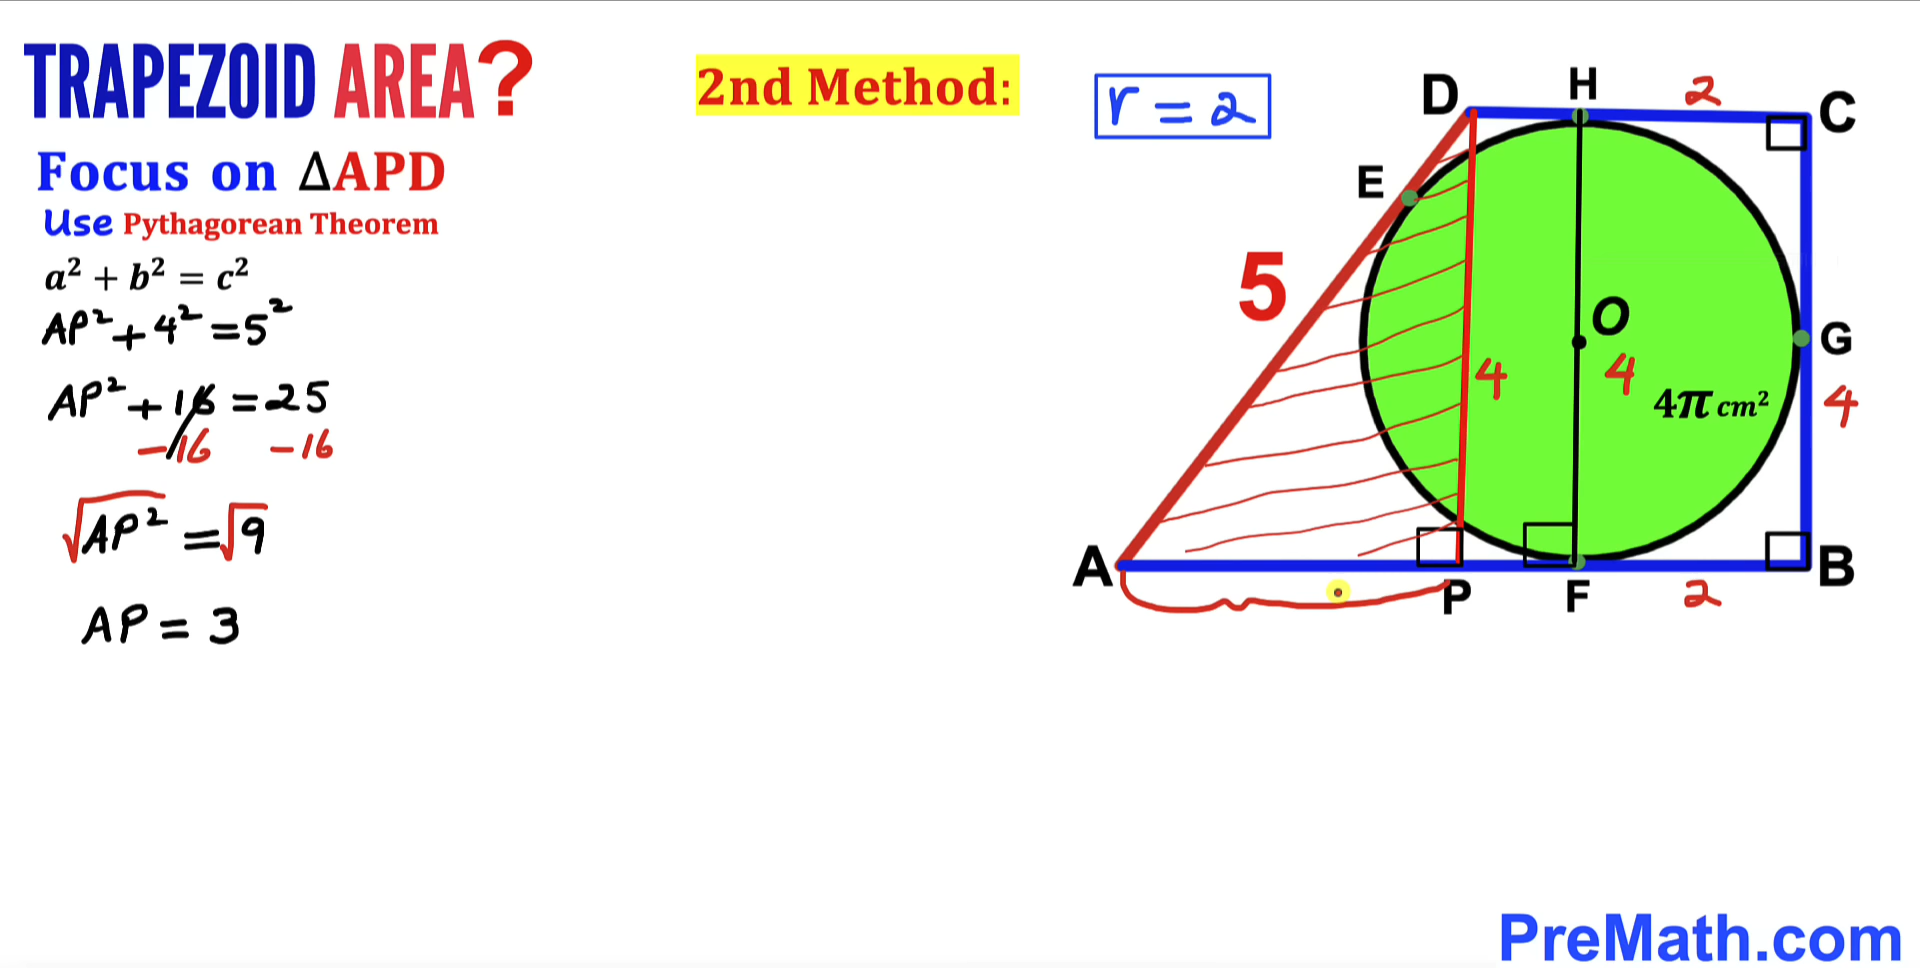 TRAPEZOID AREA?
2nd Method:
Focus on ΔAPD
Use Pythagorean Theorem
a² + b² = c²
AP² + 4² = 5²
AP² + 16 = 25
-16 -16
√AP² = √9
AP = 3
r = 2
D H 2 C
E
5
O
G
4 4 4π cm² 4
A B
P F 2
PreMath.com